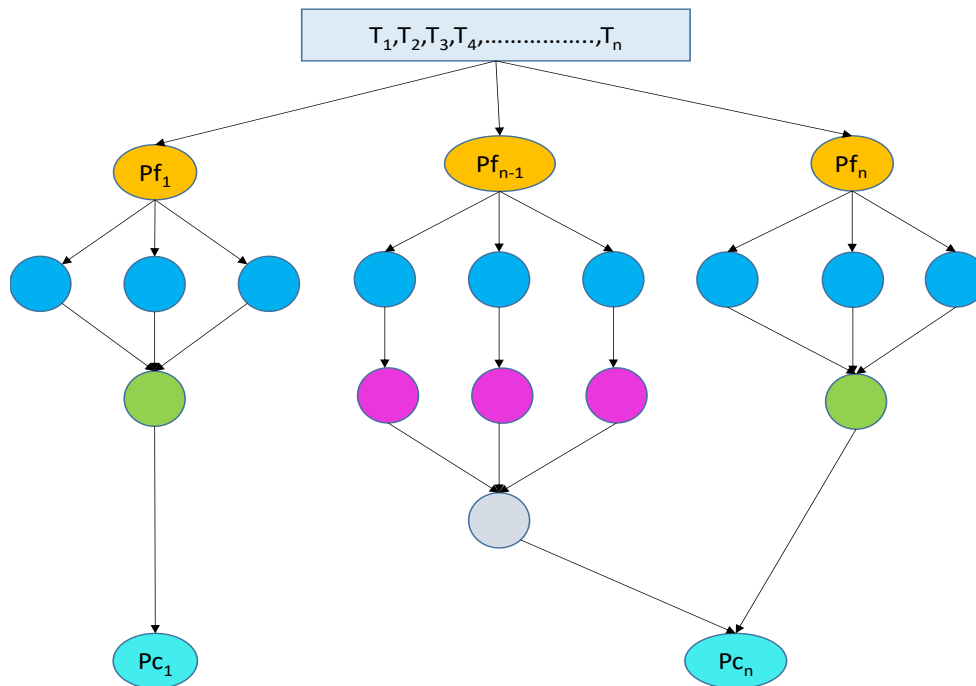 T₁,T₂,T₃,T₄,………………..,Tₙ
Pf₁
Pfₙ₋₁
Pfₙ
Pc₁
Pcₙ